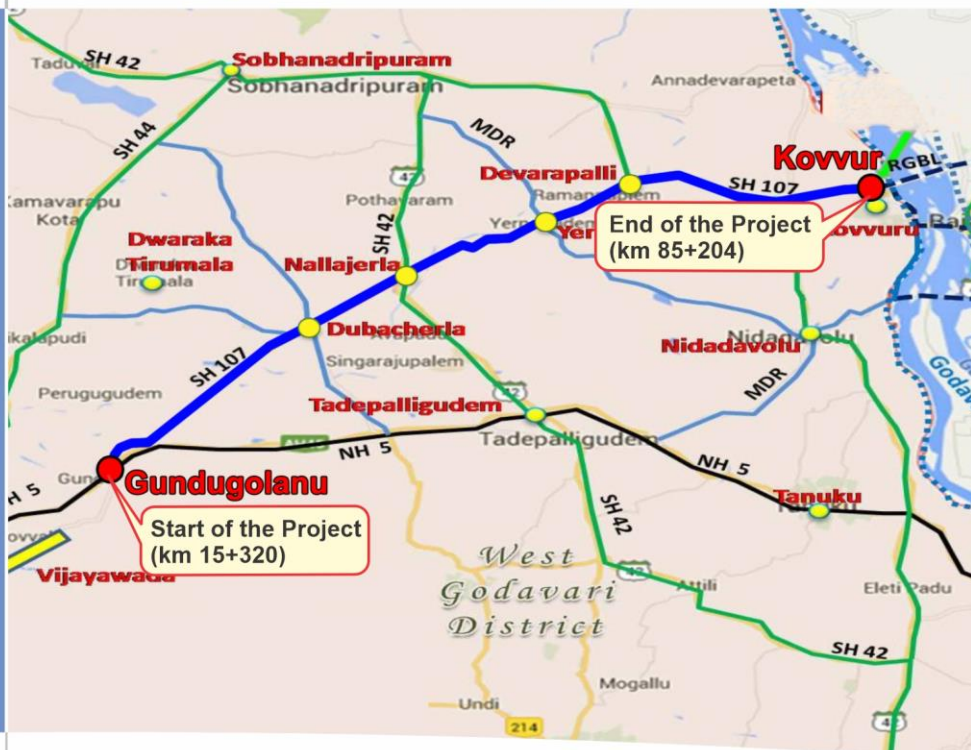 SH 42
Sobhanadripuram
Sobhanadripuram
Annadevarapeta
SH 44
MDR
Kovvur
RGBL
Devarapalli
SH 107
42
Pothavaram
SH 42
End of the Project
(km 85+204)
Kota
Dwaraka
Tirumala
Nallajerla
Dubacherla
Nidadavolu
Singarajupalem
SH 107
Perugugudem
MDR
Tadepalligudem
42
Tadepalligudem
NH 5
NH 5
Gundugolanu
Tanuku
Start of the Project
(km 15+320)
SH 42
Vijayawada
West
Godavari
District
Attili
Eleti Padu
SH 42
Mogallu
Undi
214